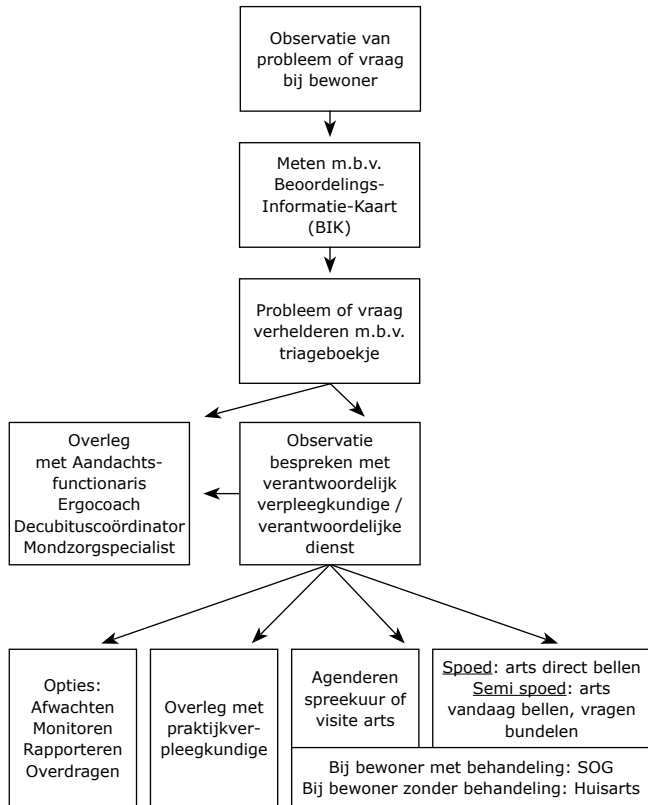 Observatie van
probleem of vraag
bij bewoner
Meten m.b.v.
Beoordelings-
Informatie-Kaart
(BIK)
Probleem of vraag
verhelderen m.b.v.
triageboekje
Overleg
met Aandachts-
functionaris
Ergocoach
Decubituscoördinator
Mondzorgspecialist
Observatie
bespreken met
verantwoordelijk
verpleegkundige /
verantwoordelijke
dienst
Opties:
Afwachten
Monitoren
Rapporteren
Overdragen
Overleg met
praktijkver-
pleegkundige
Agenderen
spreekuur of
visite arts
Spoed: arts direct bellen
Semi spoed: arts
vandaag bellen, vragen
bundelen
Bij bewoner met behandeling: SOG
Bij bewoner zonder behandeling: Huisarts